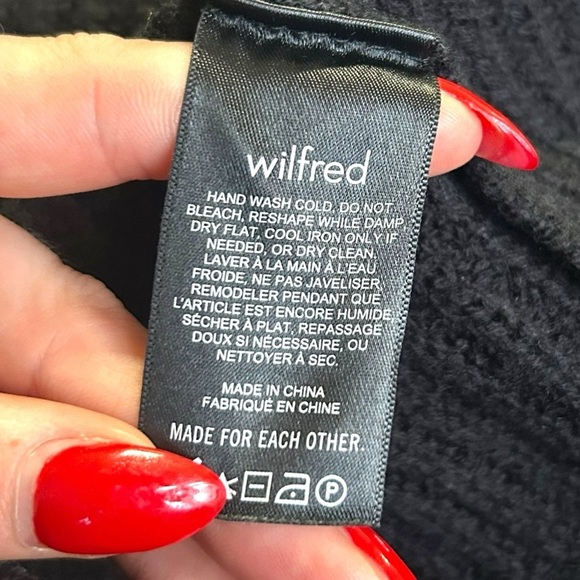 wilfred
HAND WASH COLD, DO NOT
BLEACH, RESHAPE WHILE DAMP
DRY FLAT, COOL IRON ONLY IF
NEEDED, OR DRY CLEAN.
LAVER À LA MAIN À L'EAU
FROIDE, NE PAS JAVELISER,
REMODELER PENDANT QUE
L'ARTICLE EST ENCORE HUMIDE,
SÉCHER À PLAT, REPASSAGE
DOUX SI NÉCESSAIRE, OU
NETTOYER À SEC.
MADE IN CHINA
FABRIQUÉ EN CHINE
MADE FOR EACH OTHER.
P